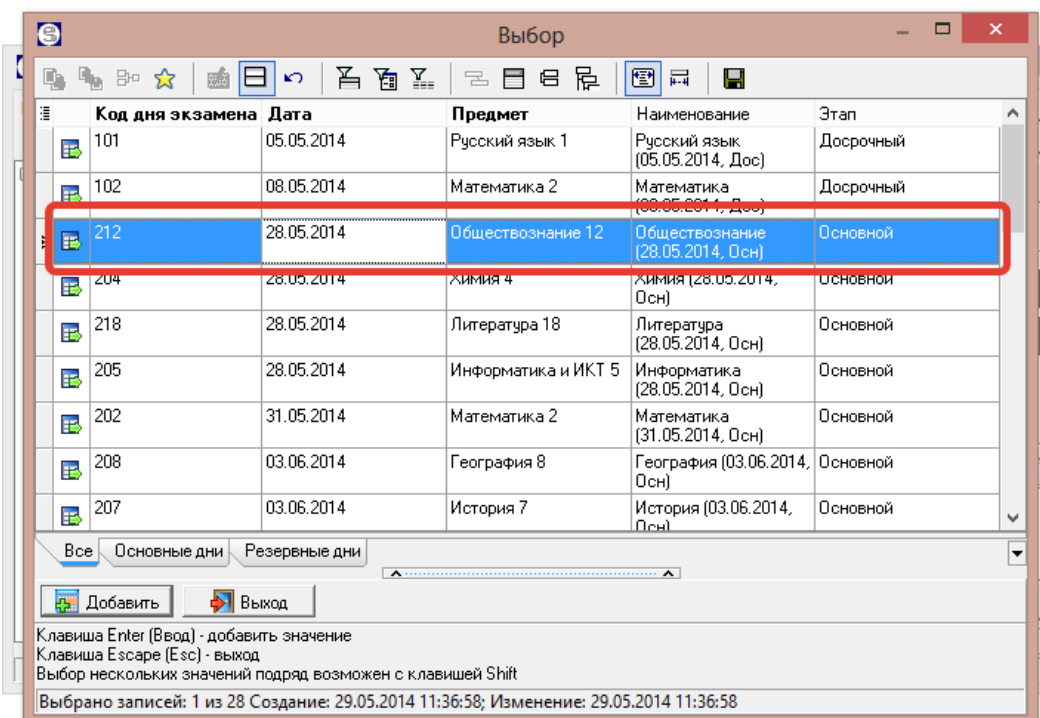 Выбор
Код дня экзамена Дата Предмет Наименование Этап
101 05.05.2014 Русский язык 1 Русский язык Досрочный
(05.05.2014, Дос)
102 08.05.2014 Математика 2 Математика Досрочный
(08.05.2014, Дос)
212 28.05.2014 Обществознание 12 Обществознание Основной
(28.05.2014, Осн)
204 28.05.2014 Химия 4 Химия (28.05.2014, Основной
Осн)
218 28.05.2014 Литература 18 Литература Основной
(28.05.2014, Осн)
205 28.05.2014 Информатика и ИКТ 5 Информатика Основной
(28.05.2014, Осн)
202 31.05.2014 Математика 2 Математика Основной
(31.05.2014, Осн)
208 03.06.2014 География 8 География (03.06.2014, Основной
Осн)
207 03.06.2014 История 7 История (03.06.2014, Основной
Осн)
Все Основные дни Резервные дни
Добавить Выход
Клавиша Enter (Ввод) - добавить значение
Клавиша Escape (Esc) - выход
Выбор нескольких значений подряд возможен с клавишей Shift
Выбрано записей: 1 из 28 Создание: 29.05.2014 11:36:58; Изменение: 29.05.2014 11:36:58